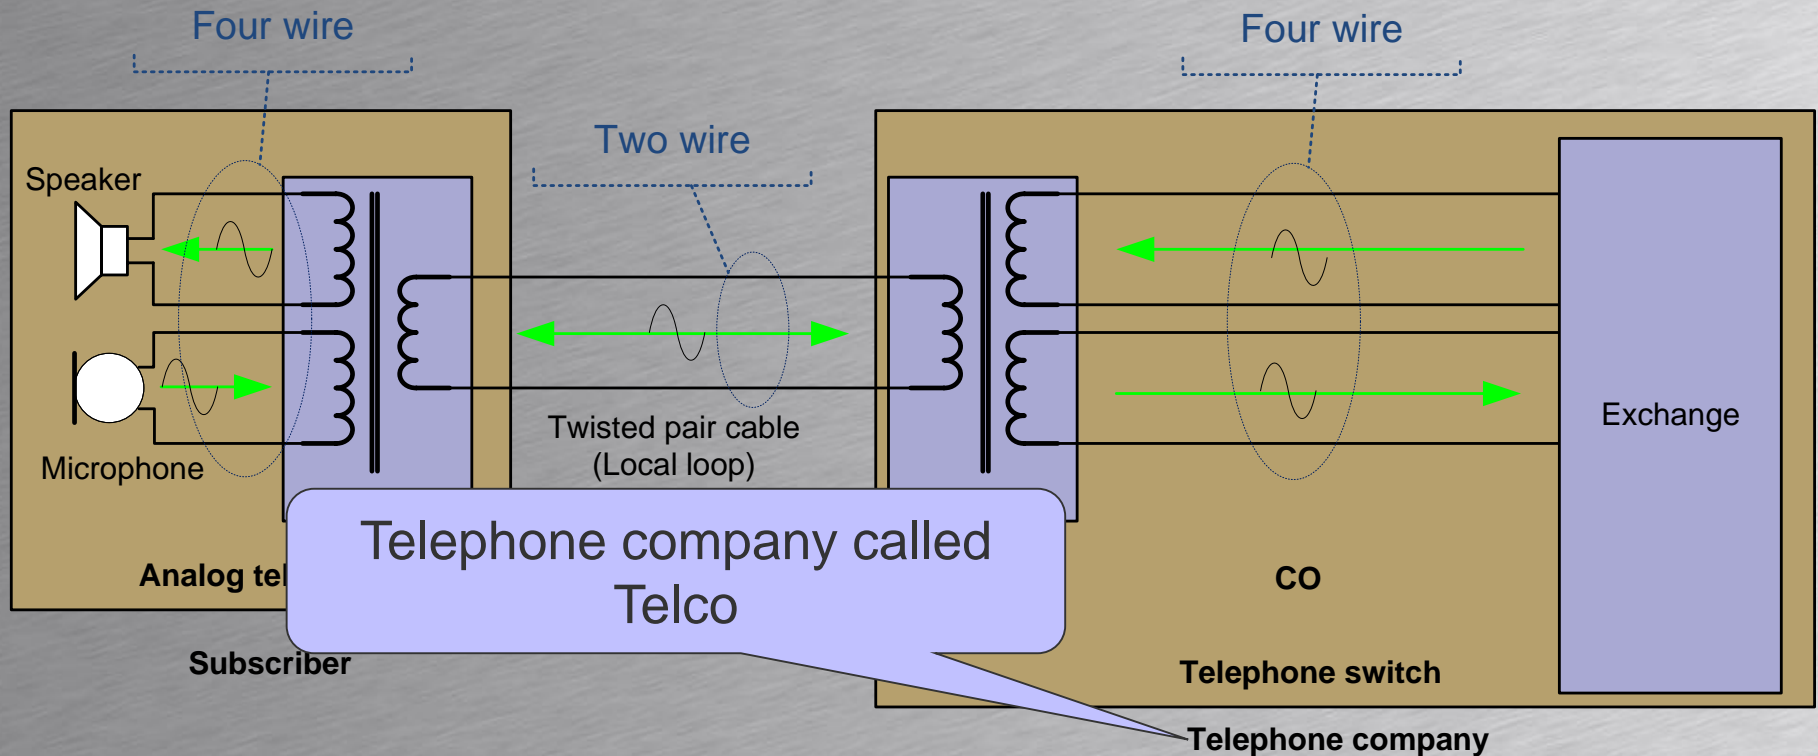 Four wire
Four wire
Two wire
Speaker
Microphone
Twisted pair cable
(Local loop)
Exchange
Telephone company called
Telco
Analog tel
CO
Subscriber
Telephone switch
Telephone company